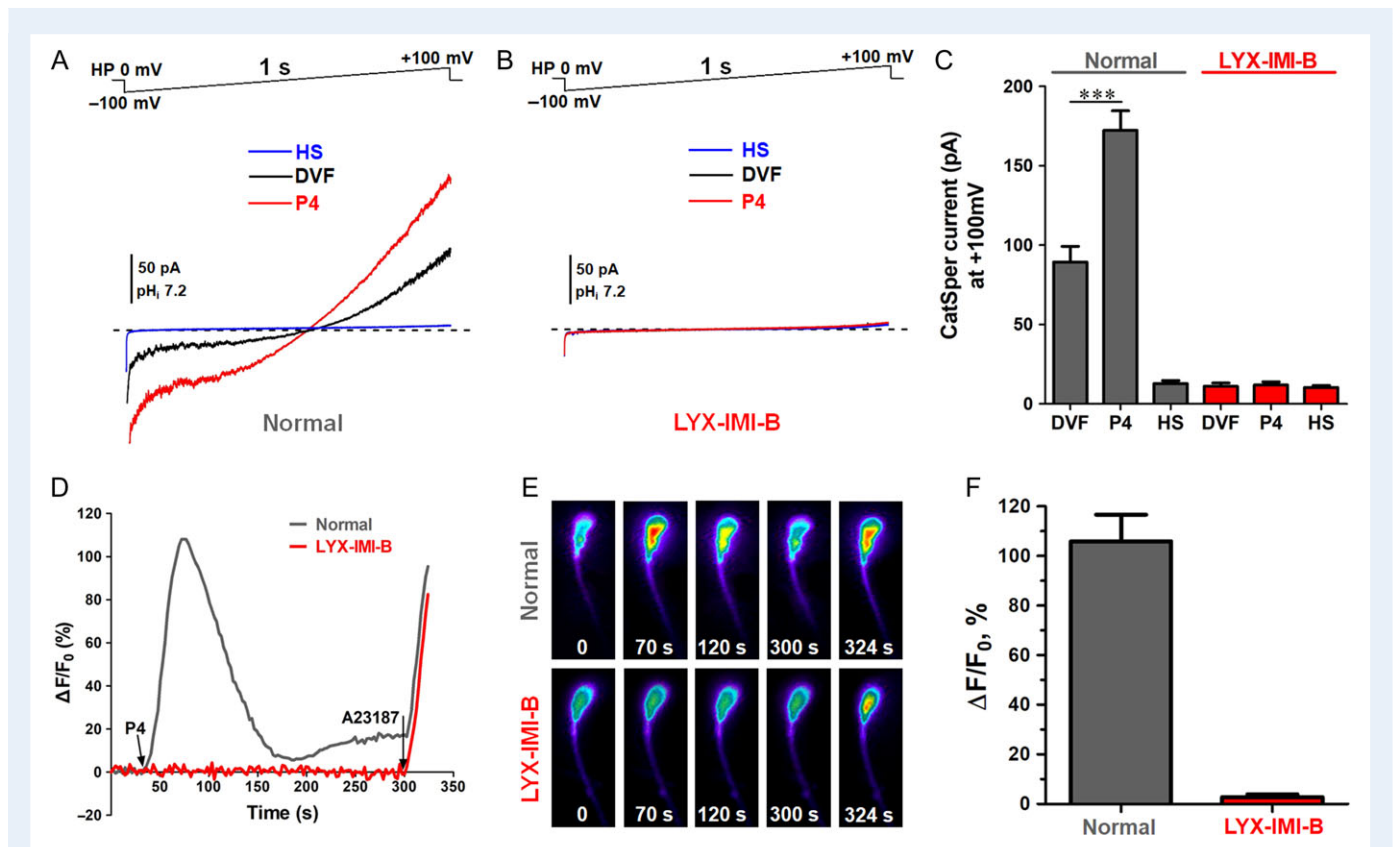 A
HP 0 mV
1 s
+100 mV
–100 mV
HS
DVF
P4
50 pA
pHi 7.2
Normal
B
HP 0 mV
1 s
+100 mV
–100 mV
HS
DVF
P4
50 pA
pHi 7.2
LYX-IMI-B
C
Normal
LYX-IMI-B
***
CatSper current (pA)
at +100mV
200
150
100
50
0
DVF P4 HS DVF P4 HS
D
ΔF/F0 (%)
120
100
80
60
40
20
0
–20
Normal
LYX-IMI-B
P4
A23187
0 50 100 150 200 250 300 350
Time (s)
E
Normal
0 70 s 120 s 300 s 324 s
LYX-IMI-B
0 70 s 120 s 300 s 324 s
F
ΔF/F0, %
120
100
80
60
40
20
0
Normal
LYX-IMI-B